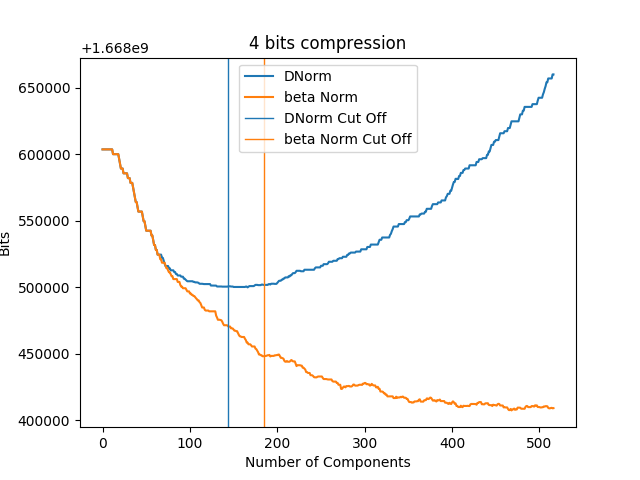 4 bits compression
+1.668e9
DNorm
beta Norm
DNorm Cut Off
beta Norm Cut Off
650000
600000
550000
500000
450000
400000
Bits
0 100 200 300 400 500
Number of Components